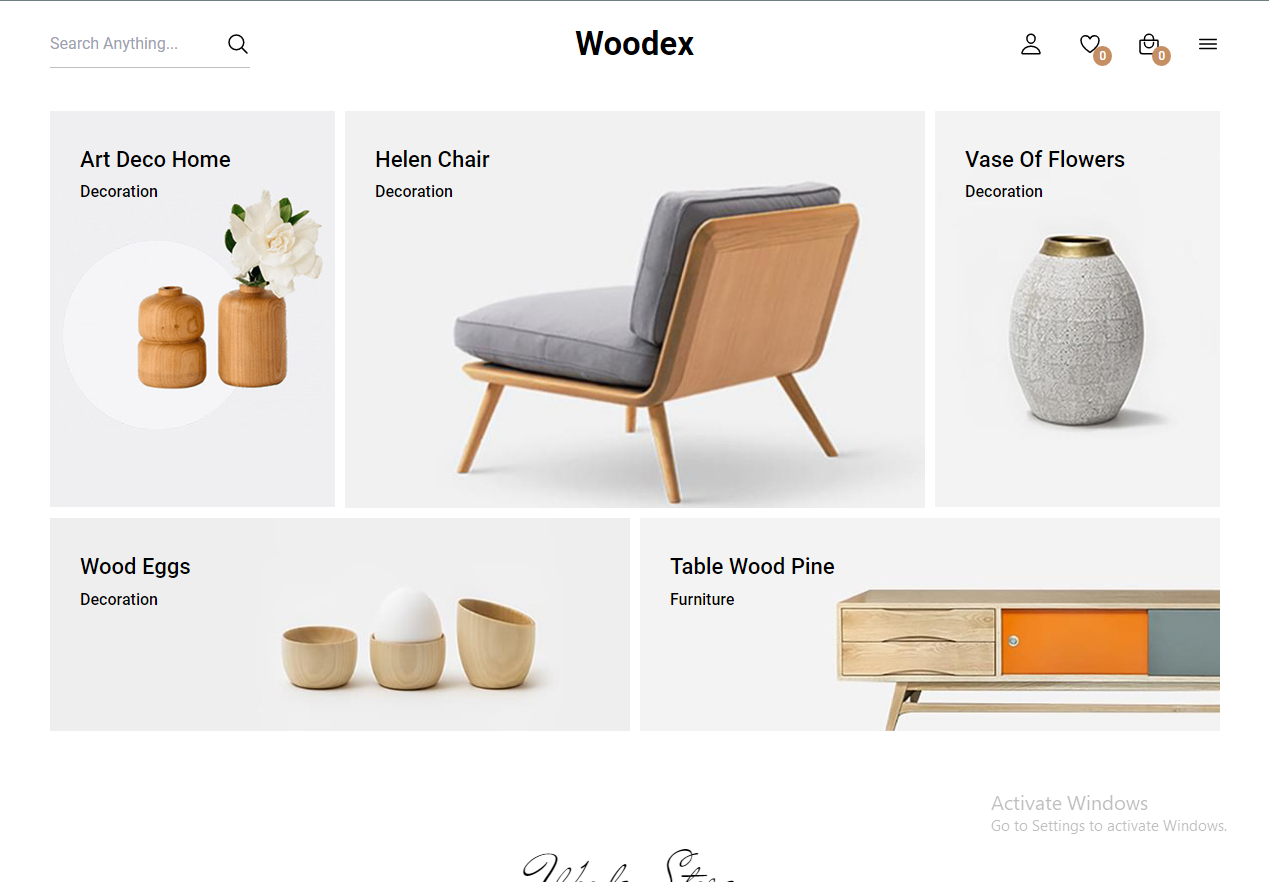 Search Anything...
Woodex
0
0
Art Deco Home
Decoration
Helen Chair
Decoration
Vase Of Flowers
Decoration
Wood Eggs
Decoration
Table Wood Pine
Furniture
Activate Windows
Go to Settings to activate Windows.